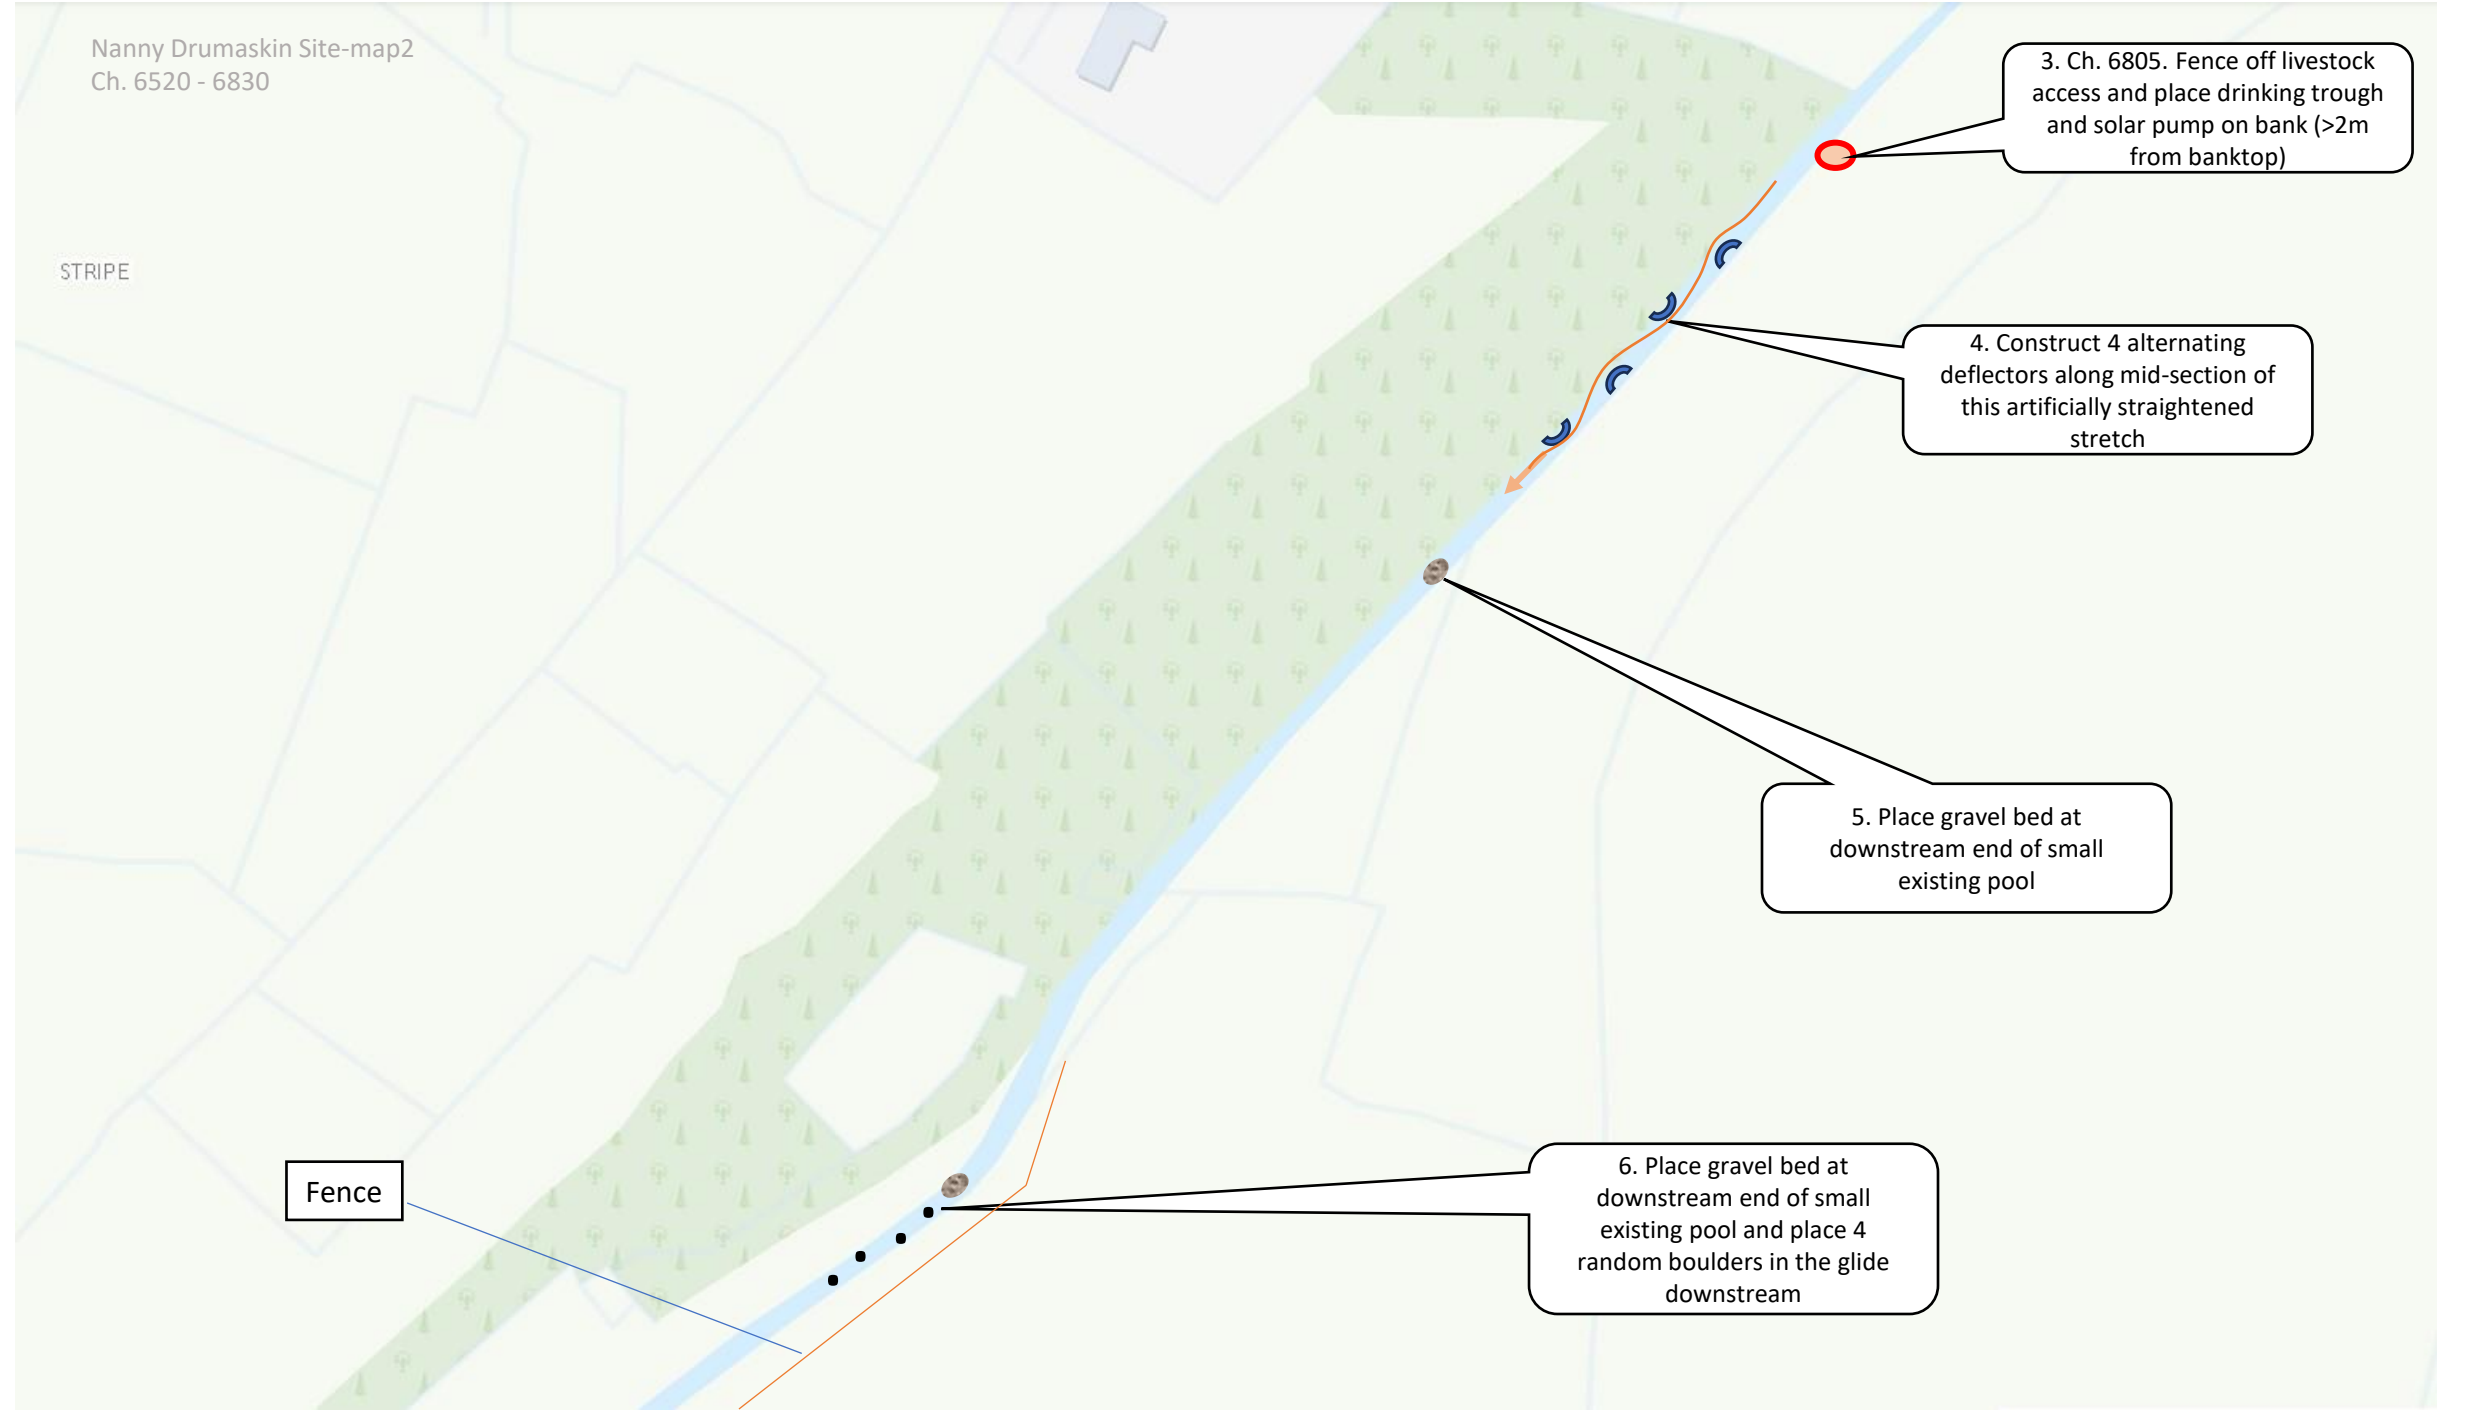 Nanny Drumaskin Site-map2
Ch. 6520 - 6830
3. Ch. 6805. Fence off livestock
access and place drinking trough
and solar pump on bank (>2m
from banktop)
STRIPE
4. Construct 4 alternating
deflectors along mid-section of
this artificially straightened
stretch
5. Place gravel bed at
downstream end of small
existing pool
6. Place gravel bed at
downstream end of small
existing pool and place 4
random boulders in the glide
downstream
Fence